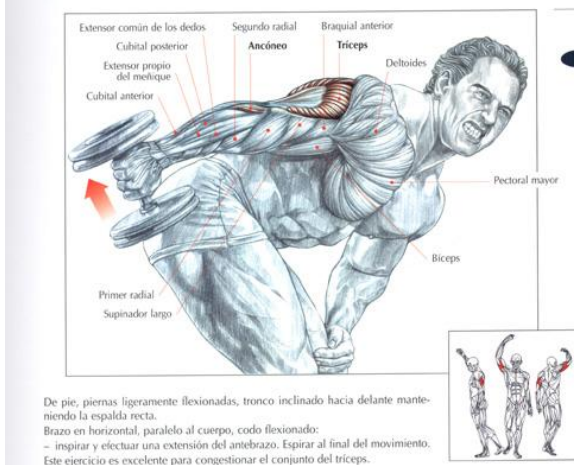 Extensor común de los dedos
Segundo radial
Braquial anterior
Cubital posterior
Ancóneo
Tríceps
Extensor propio
del meñique
Deltoides
Cubital anterior
Pectoral mayor
Bíceps
Primer radial
Supinador largo
De pie, piernas ligeramente flexionadas, tronco inclinado hacia delante mante-
niendo la espalda recta.
Brazo en horizontal, paralelo al cuerpo, codo flexionado:
– inspirar y efectuar una extensión del antebrazo. Espirar al final del movimiento.
Este ejercicio es excelente para congestionar el conjunto del tríceps.